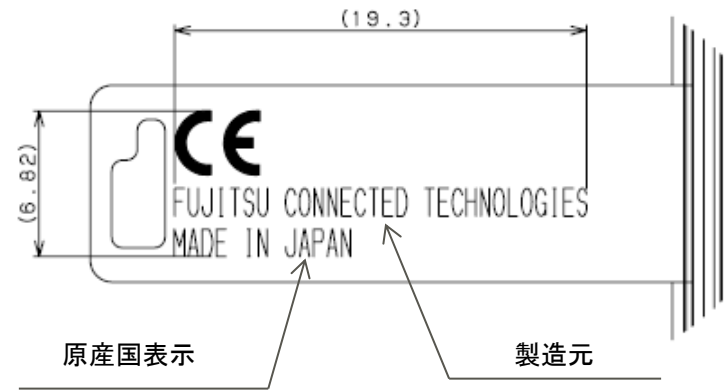 (19.3)
(6.82)
CE
FUJITSU CONNECTED TECHNOLOGIES
MADE IN JAPAN
原産国表示
製造元